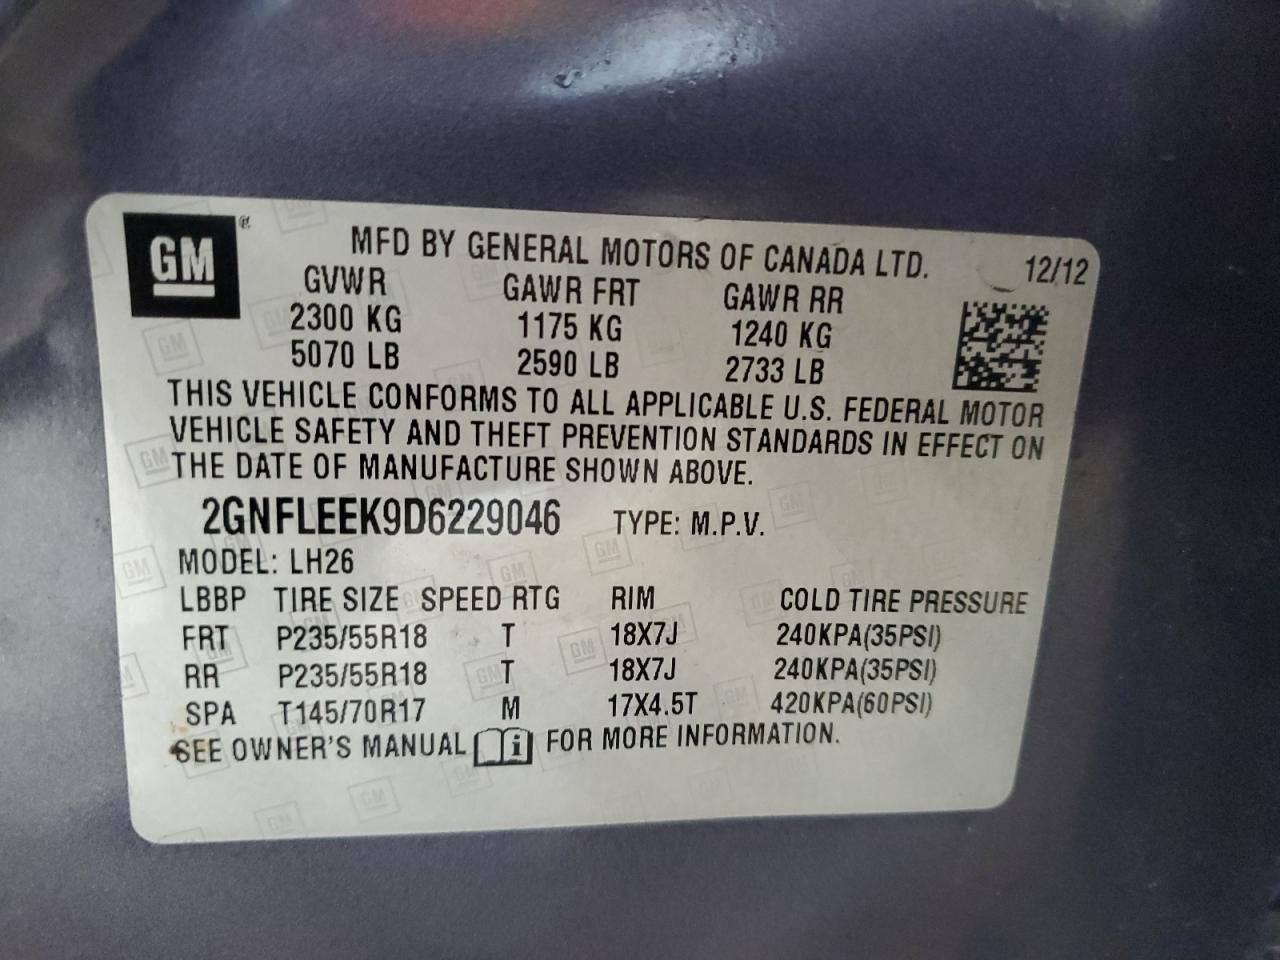 GM ® MFD BY GENERAL MOTORS OF CANADA LTD. 12/12
GVWR GAWR FRT GAWR RR
2300 KG 1175 KG 1240 KG
5070 LB 2590 LB 2733 LB
THIS VEHICLE CONFORMS TO ALL APPLICABLE U.S. FEDERAL MOTOR
VEHICLE SAFETY AND THEFT PREVENTION STANDARDS IN EFFECT ON
THE DATE OF MANUFACTURE SHOWN ABOVE.
2GNFLEEK9D6229046 TYPE: M.P.V.
MODEL: LH26
LBBP TIRE SIZE SPEED RTG RIM COLD TIRE PRESSURE
FRT P235/55R18 T 18X7J 240KPA(35PSI)
RR P235/55R18 T 18X7J 240KPA(35PSI)
SPA T145/70R17 M 17X4.5T 420KPA(60PSI)
SEE OWNER'S MANUAL i FOR MORE INFORMATION.